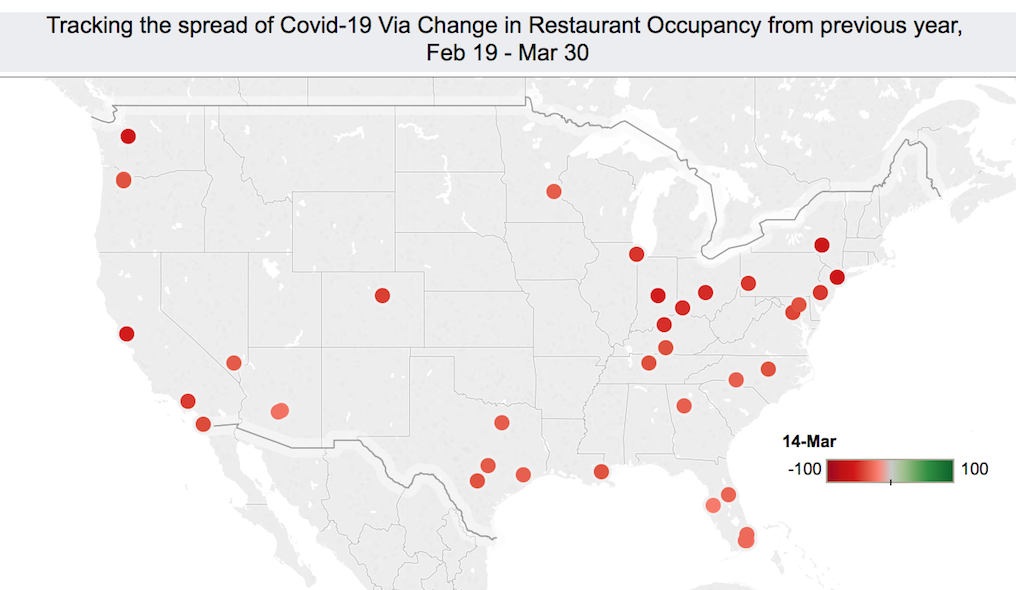 Tracking the spread of Covid-19 Via Change in Restaurant Occupancy from previous year,
Feb 19 - Mar 30
14-Mar
-100 100